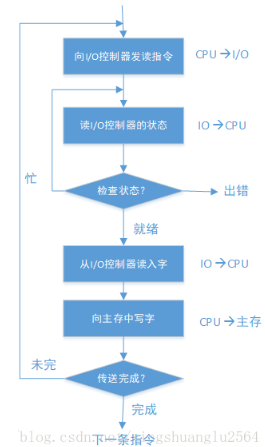 向I/O控制器发读指令
CPU→I/O
读I/O控制器的状态
IO→CPU
忙
检查状态?
出错
就绪
从I/O控制器读入字
IO→CPU
向主存中写字
CPU→主存
未完
传送完成?
完成
下一条指令